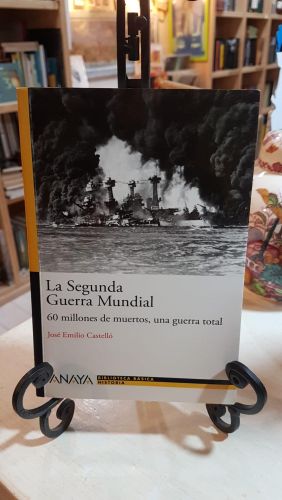 La Segunda
Guerra Mundial
60 millones de muertos, una guerra total
José Emilio Castelló
ANAYA
BIBLIOTECA BÁSICA
HISTORIA